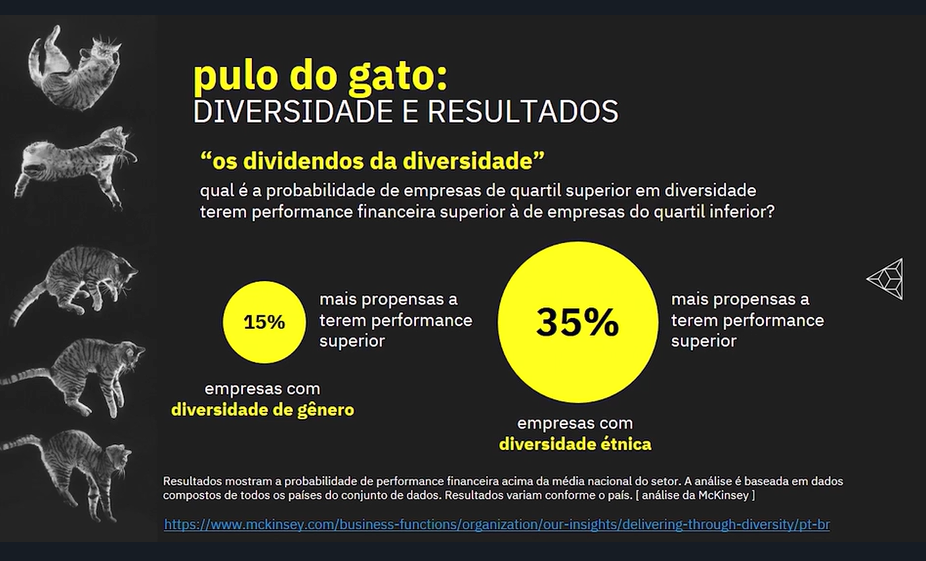 pulo do gato:
DIVERSIDADE E RESULTADOS
“os dividendos da diversidade”
qual é a probabilidade de empresas de quartil superior em diversidade
terem performance financeira superior à de empresas do quartil inferior?
15%
mais propensas a
terem performance
superior
empresas com
diversidade de gênero
35%
mais propensas a
terem performance
superior
empresas com
diversidade étnica
Resultados mostram a probabilidade de performance financeira acima da média nacional do setor. A análise é baseada em dados
compostos de todos os países do conjunto de dados. Resultados variam conforme o país. [ análise da McKinsey ]
https://www.mckinsey.com/business-functions/organization/our-insights/delivering-through-diversity/pt-br